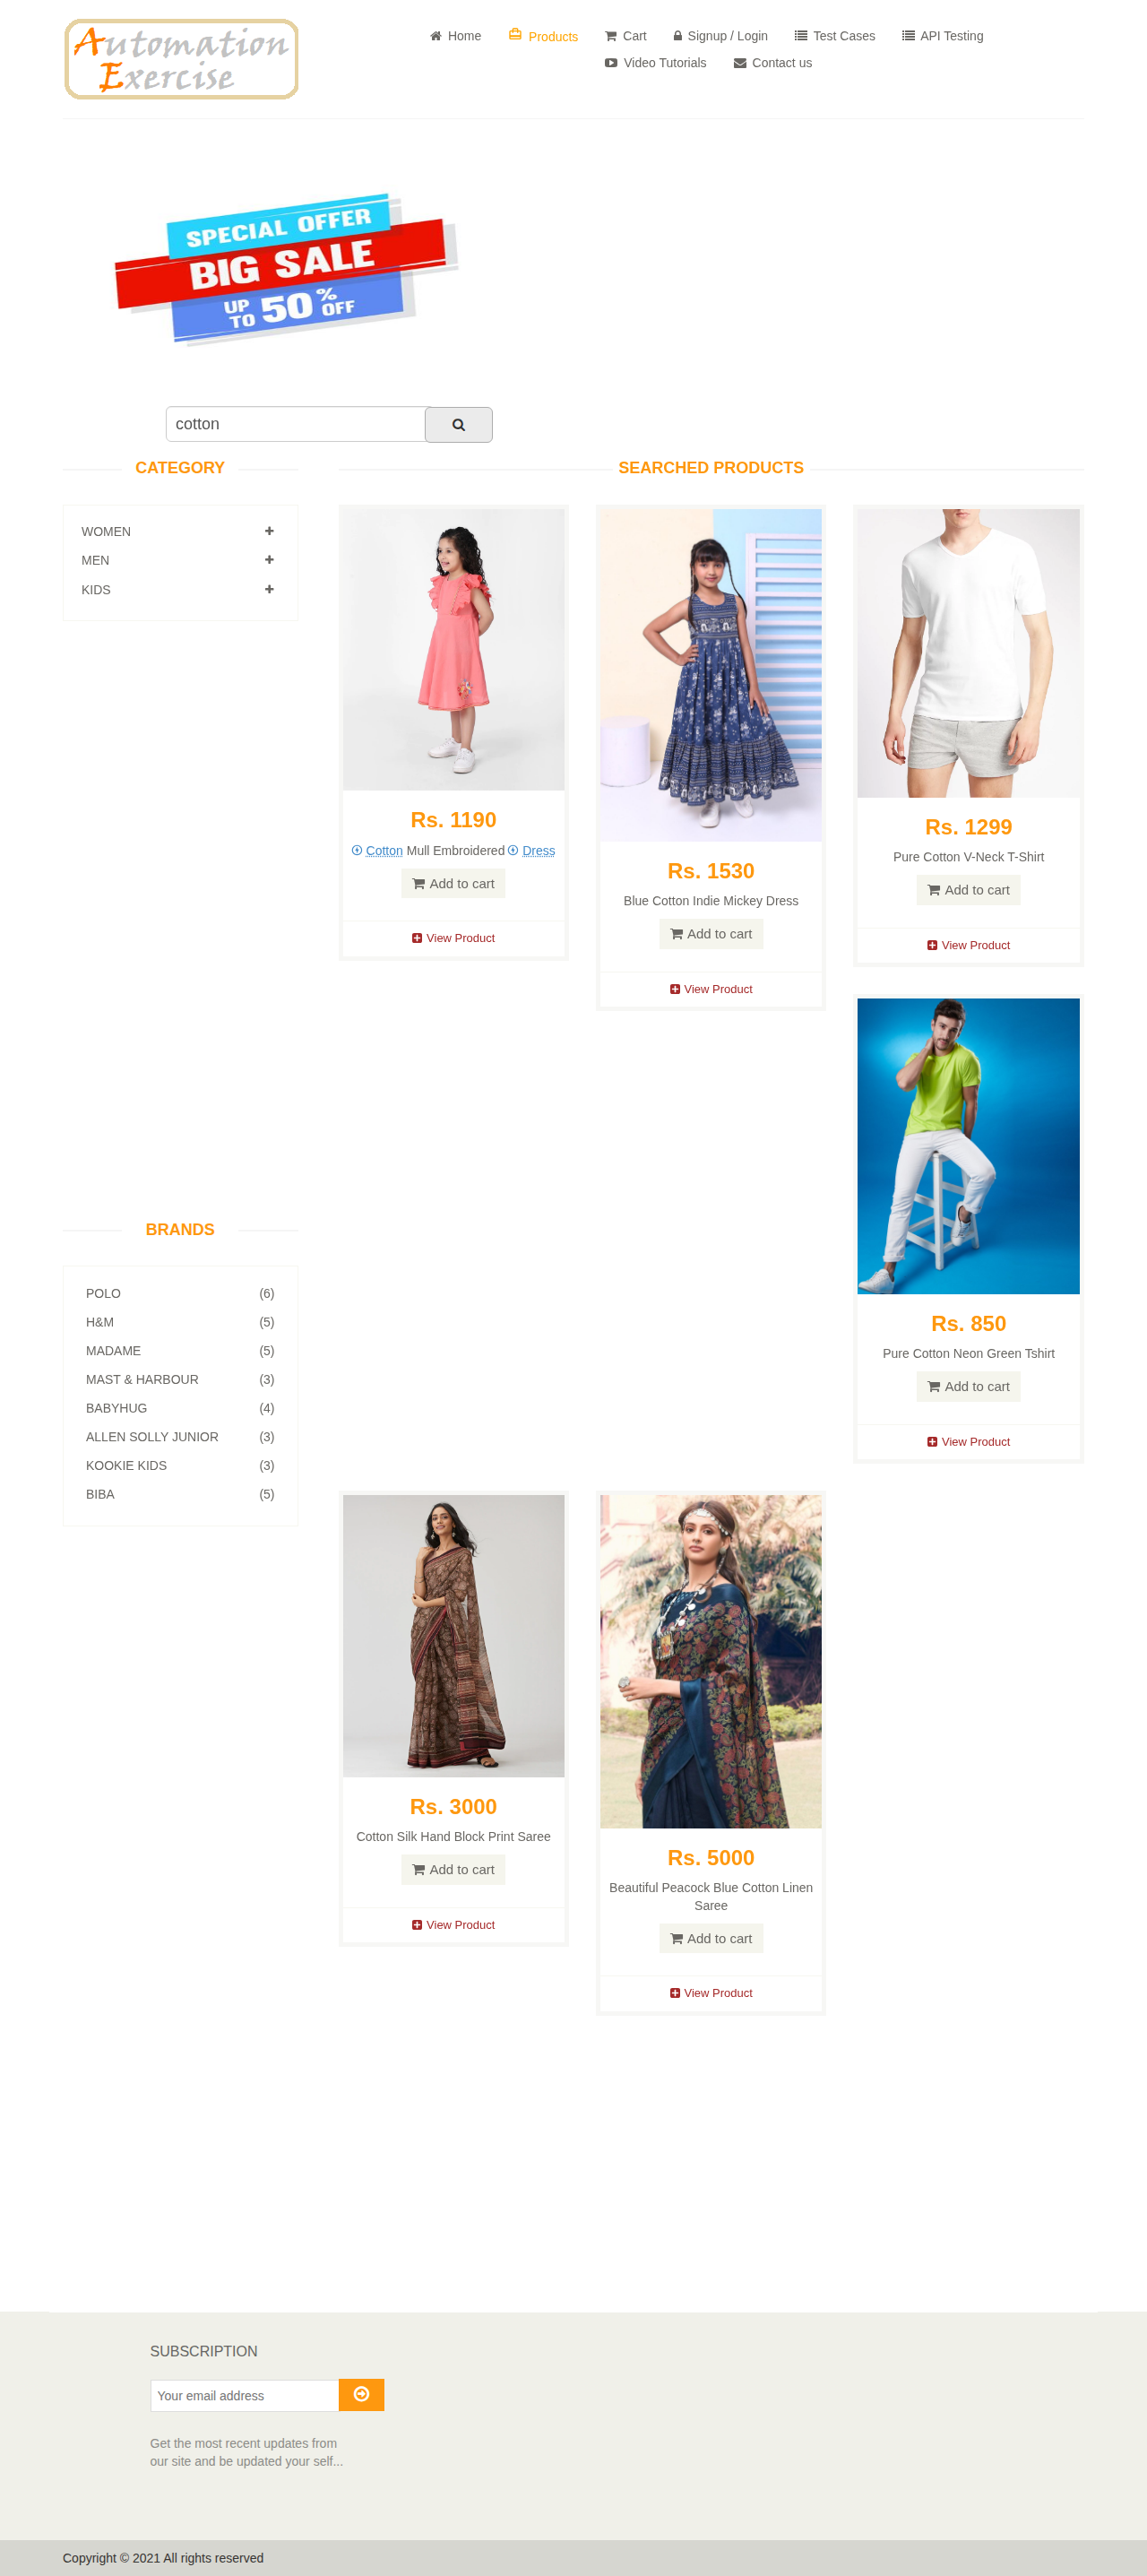 Automation
Exercise
Home
Products
Cart
Signup / Login
Test Cases
API Testing
Video Tutorials
Contact us
SPECIAL OFFER
BIG SALE
UP TO 50% OFF
cotton
CATEGORY
WOMEN
MEN
KIDS
BRANDS
POLO (6)
H&M (5)
MADAME (5)
MAST & HARBOUR (3)
BABYHUG (4)
ALLEN SOLLY JUNIOR (3)
KOOKIE KIDS (3)
BIBA (5)
SEARCHED PRODUCTS
Rs. 1190
Cotton Mull Embroidered Dress
Add to cart
View Product
Rs. 1530
Blue Cotton Indie Mickey Dress
Add to cart
View Product
Rs. 1299
Pure Cotton V-Neck T-Shirt
Add to cart
View Product
Rs. 850
Pure Cotton Neon Green Tshirt
Add to cart
View Product
Rs. 3000
Cotton Silk Hand Block Print Saree
Add to cart
View Product
Rs. 5000
Beautiful Peacock Blue Cotton Linen
Saree
Add to cart
View Product
SUBSCRIPTION
Your email address
Get the most recent updates from
our site and be updated your self...
Copyright © 2021 All rights reserved